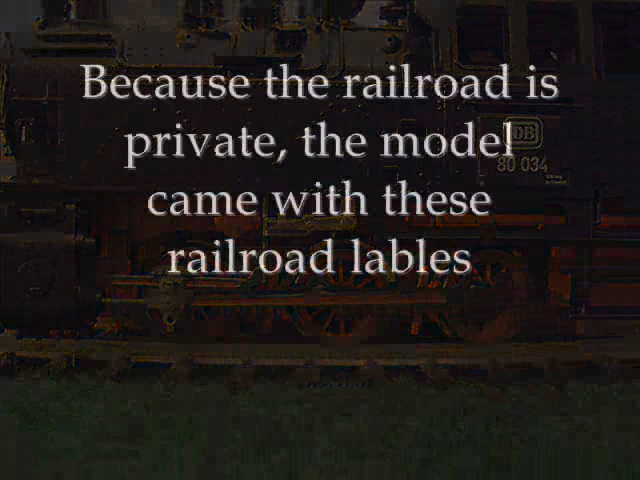 Because the railroad is
private, the model
came with these
railroad lables
DB
80 034